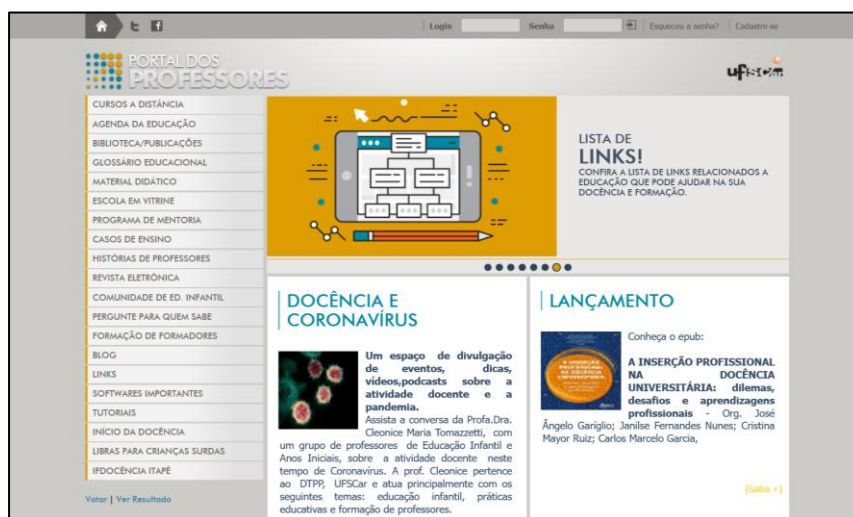 Login
Senha
Esqueceu a senha?
Cadastre-se
PORTAL DOS
PROFESSORES
ufscar
CURSOS A DISTÂNCIA
AGENDA DA EDUCAÇÃO
BIBLIOTECA/PUBLICAÇÕES
GLOSSÁRIO EDUCACIONAL
MATERIAL DIDÁTICO
ESCOLA EM VITRINE
PROGRAMA DE MENTORIA
CASOS DE ENSINO
HISTÓRIAS DE PROFESSORES
REVISTA ELETRÔNICA
COMUNIDADE DE ED. INFANTIL
PERGUNTE PARA QUEM SABE
FORMAÇÃO DE FORMADORES
BLOG
LINKS
SOFTWARES IMPORTANTES
TUTORIAIS
INÍCIO DA DOCÊNCIA
LIBRAS PARA CRIANÇAS SURDAS
IFDOCÊNCIA ITAPÊ
Votar | Ver Resultado
LISTA DE
LINKS!
CONFIRA A LISTA DE LINKS RELACIONADOS A
EDUCAÇÃO QUE PODE AJUDAR NA SUA
DOCÊNCIA E FORMAÇÃO.
DOCÊNCIA E
CORONAVÍRUS
Um espaço de divulgação
de eventos, dicas,
vídeos,podcasts sobre a
atividade docente e a
pandemia.
Assista a conversa da Profa.Dra.
Cleonice Maria Tomazzetti, com
um grupo de professores de Educação Infantil e
Anos Iniciais, sobre a atividade docente neste
tempo de Coronavírus. A prof. Cleonice pertence
ao DTPP, UFSCar e atua principalmente com os
seguintes temas: educação infantil, práticas
educativas e formação de professores.
LANÇAMENTO
Conheça o epub:
A INSERÇÃO PROFISSIONAL
NA DOCÊNCIA
UNIVERSITÁRIA: dilemas,
desafios e aprendizagens
profissionais - Org. José
Ângelo Gariglio; Janilse Fernandes Nunes; Cristina
Mayor Ruiz; Carlos Marcelo Garcia,
[Saiba +]